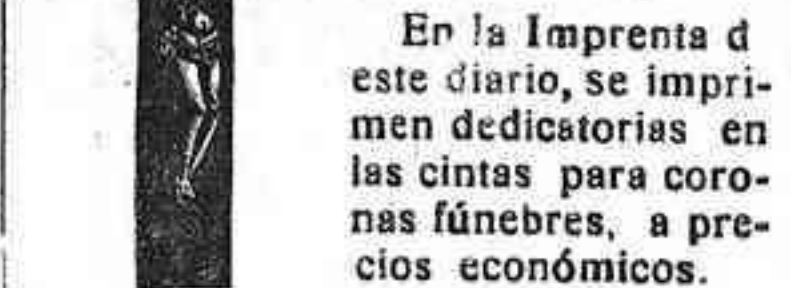 En la Imprenta d
este diario, se impri-
men dedicatorias en
las cintas para coro-
nas fúnebres, a pre-
cios económicos.